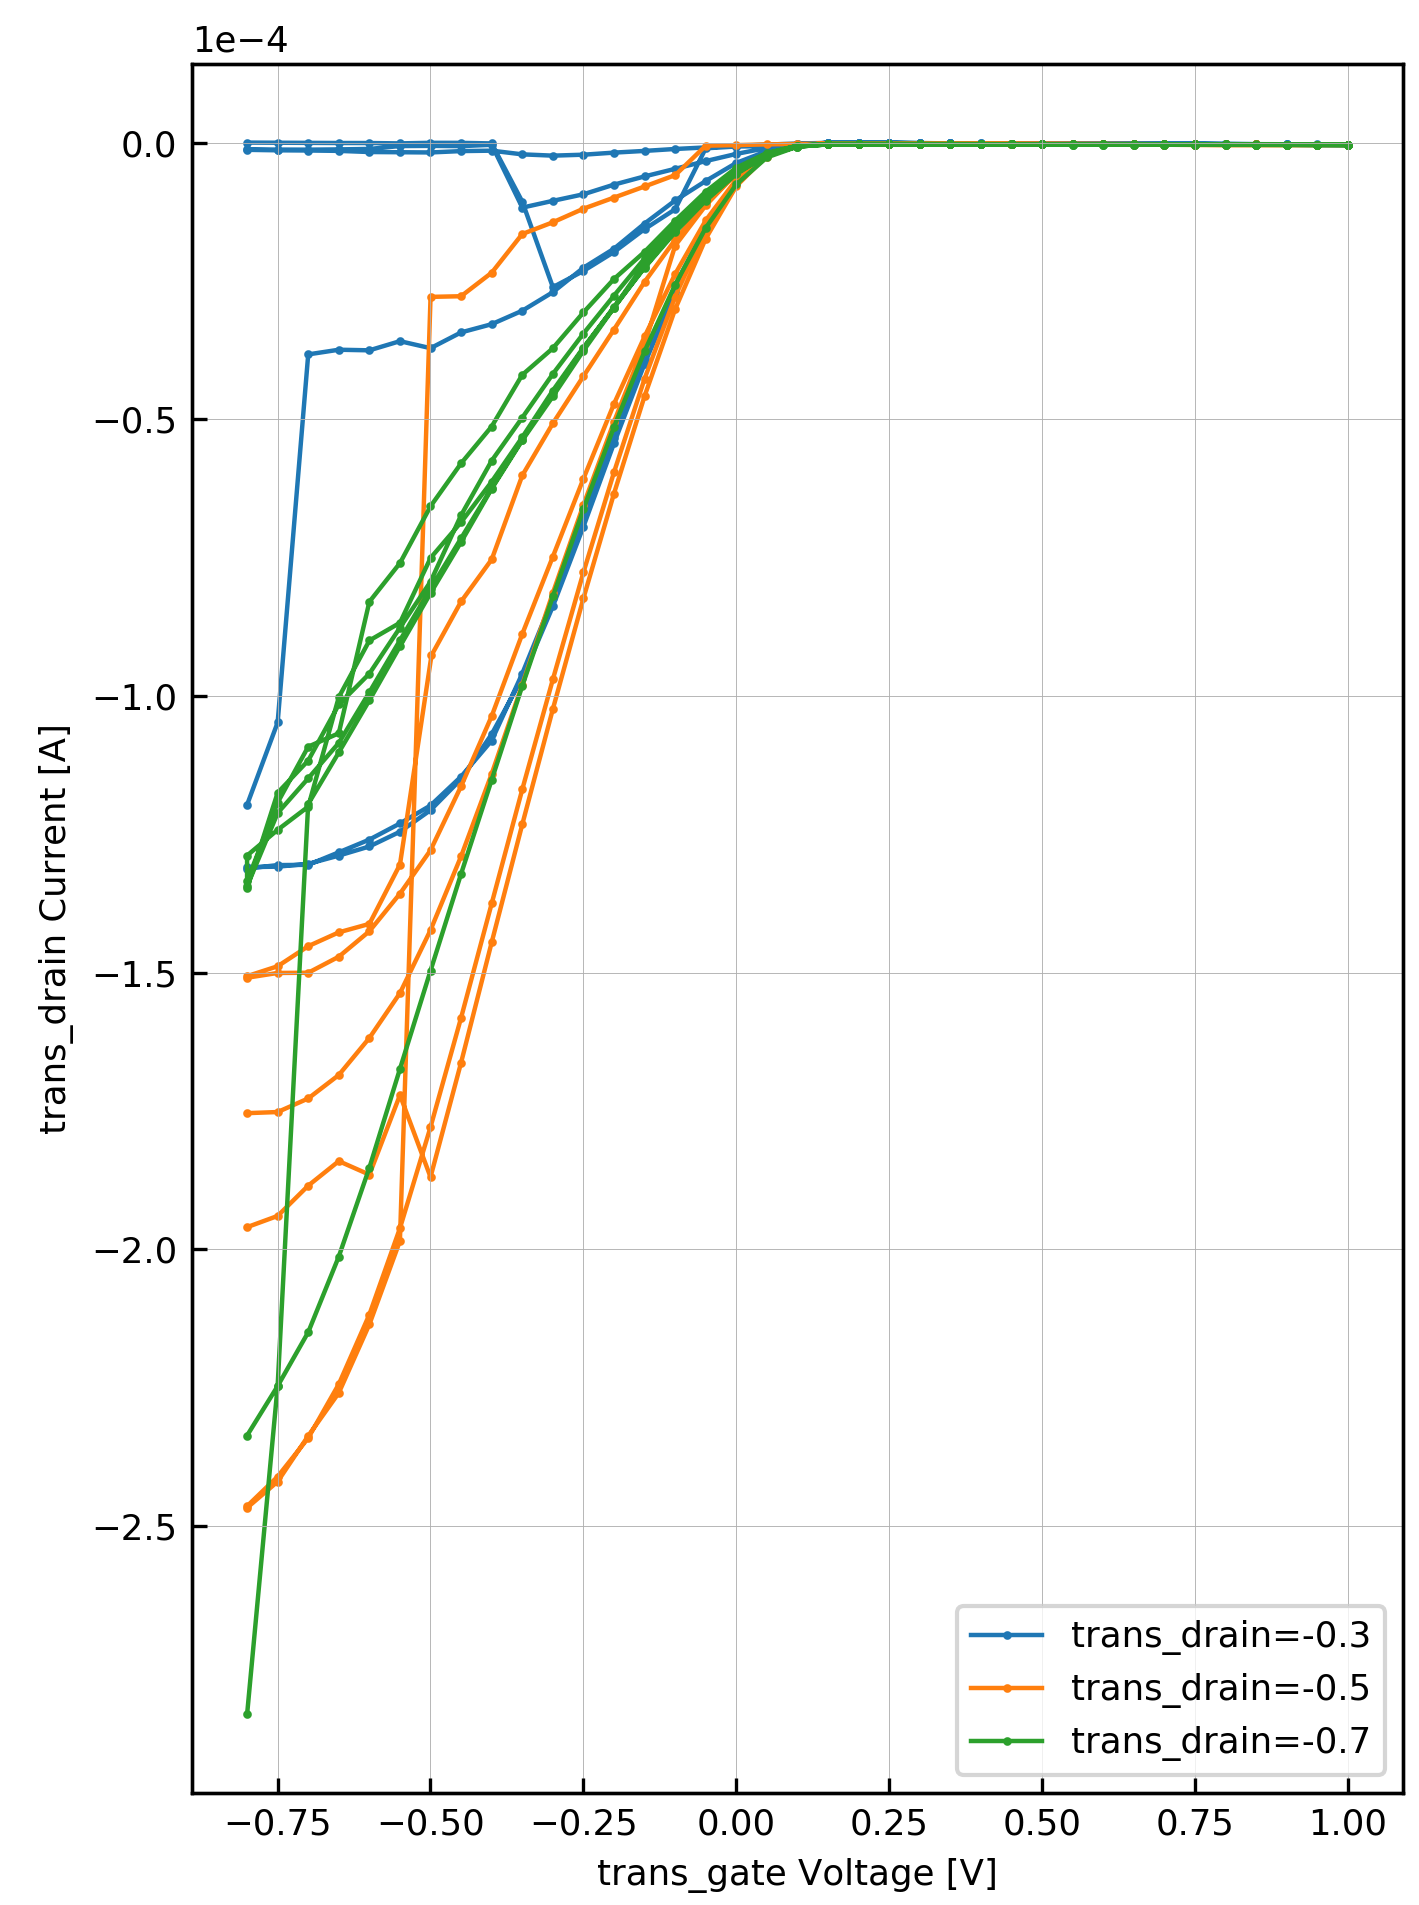 1e−4
0.0
−0.5
−1.0
−1.5
−2.0
−2.5
trans_drain Current [A]
−0.75 −0.50 −0.25 0.00 0.25 0.50 0.75 1.00
trans_gate Voltage [V]
trans_drain=-0.3
trans_drain=-0.5
trans_drain=-0.7